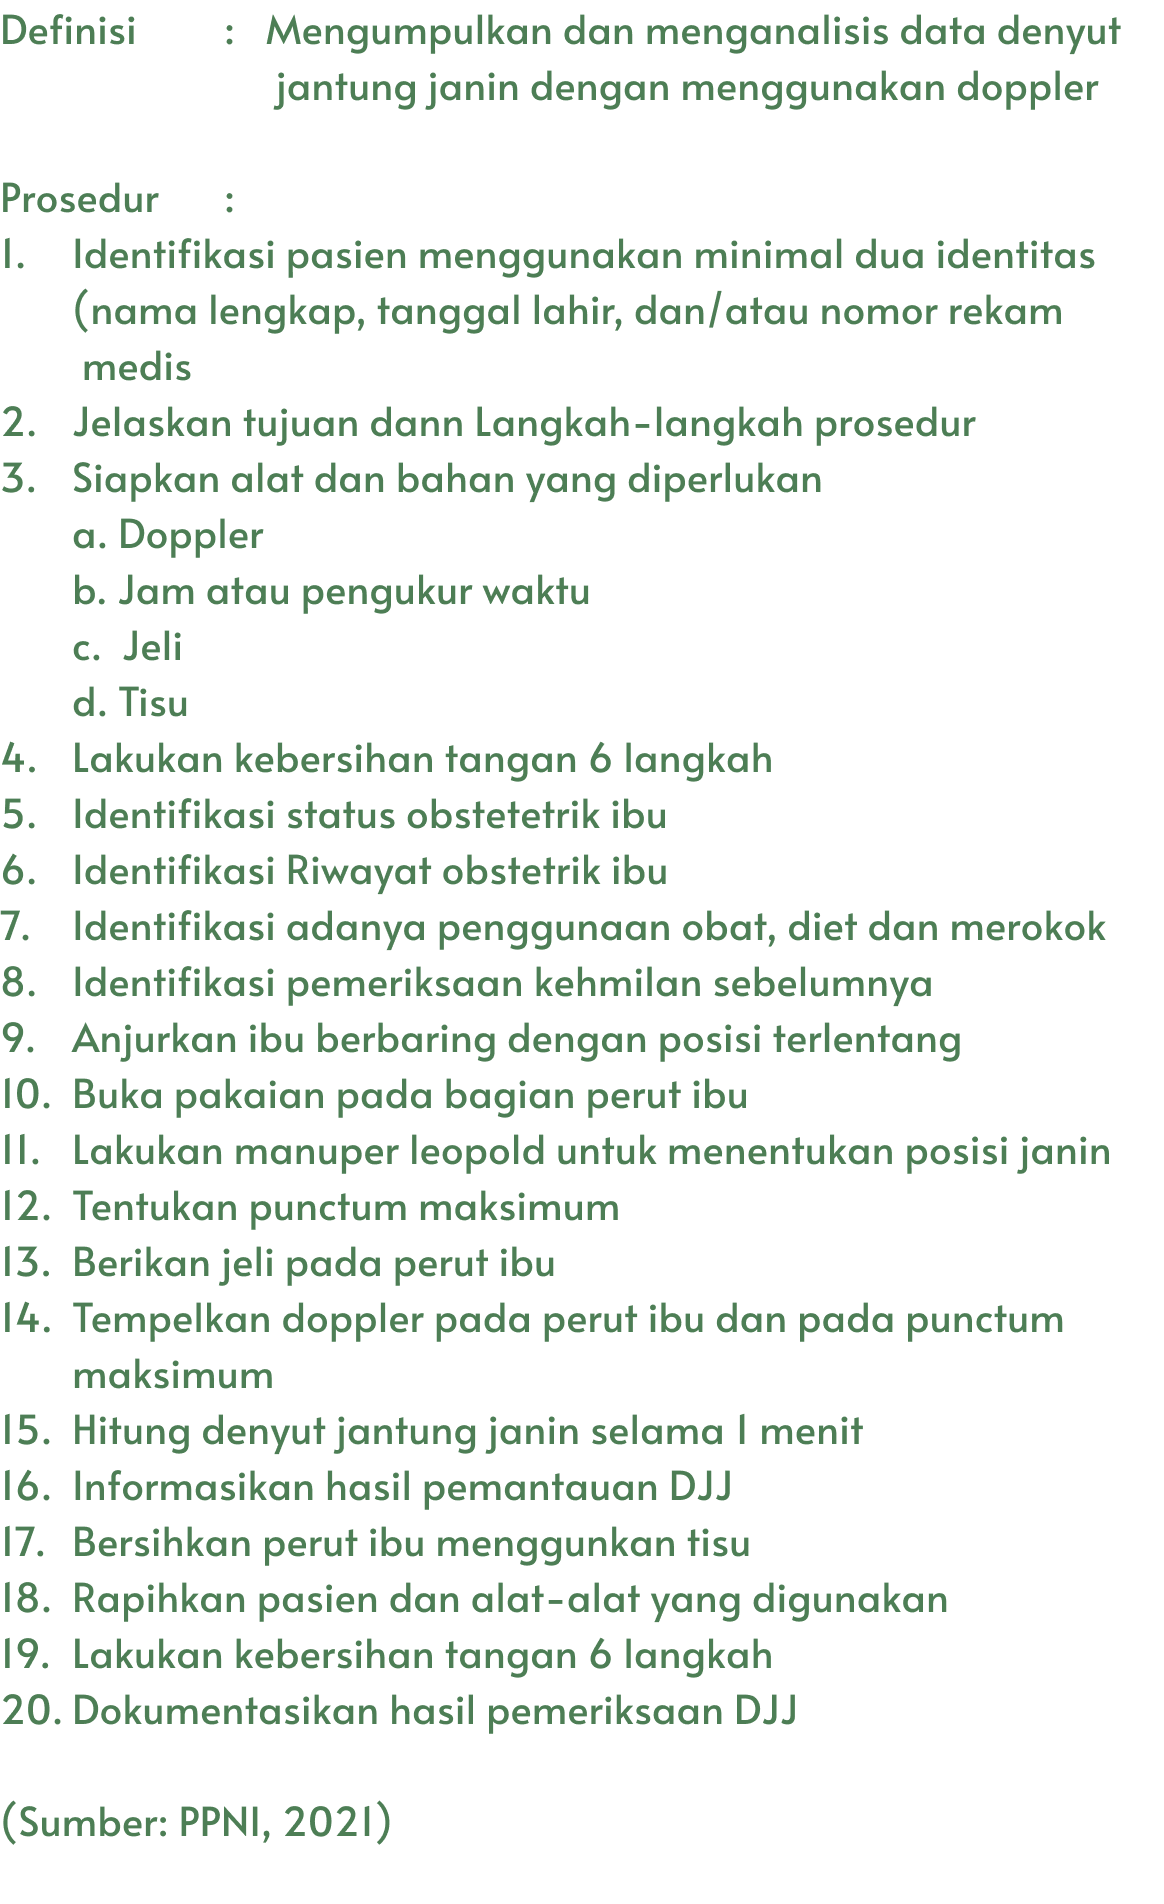 Definisi : Mengumpulkan dan menganalisis data denyut
jantung janin dengan menggunakan doppler
Prosedur :
1. Identifikasi pasien menggunakan minimal dua identitas
(nama lengkap, tanggal lahir, dan/atau nomor rekam
medis
2. Jelaskan tujuan dann Langkah-langkah prosedur
3. Siapkan alat dan bahan yang diperlukan
a. Doppler
b. Jam atau pengukur waktu
c. Jeli
d. Tisu
4. Lakukan kebersihan tangan 6 langkah
5. Identifikasi status obstetetrik ibu
6. Identifikasi Riwayat obstetrik ibu
7. Identifikasi adanya penggunaan obat, diet dan merokok
8. Identifikasi pemeriksaan kehmilan sebelumnya
9. Anjurkan ibu berbaring dengan posisi terlentang
10. Buka pakaian pada bagian perut ibu
11. Lakukan manuper leopold untuk menentukan posisi janin
12. Tentukan punctum maksimum
13. Berikan jeli pada perut ibu
14. Tempelkan doppler pada perut ibu dan pada punctum
maksimum
15. Hitung denyut jantung janin selama 1 menit
16. Informasikan hasil pemantauan DJJ
17. Bersihkan perut ibu menggunkan tisu
18. Rapihkan pasien dan alat-alat yang digunakan
19. Lakukan kebersihan tangan 6 langkah
20. Dokumentasikan hasil pemeriksaan DJJ
(Sumber: PPNI, 2021)